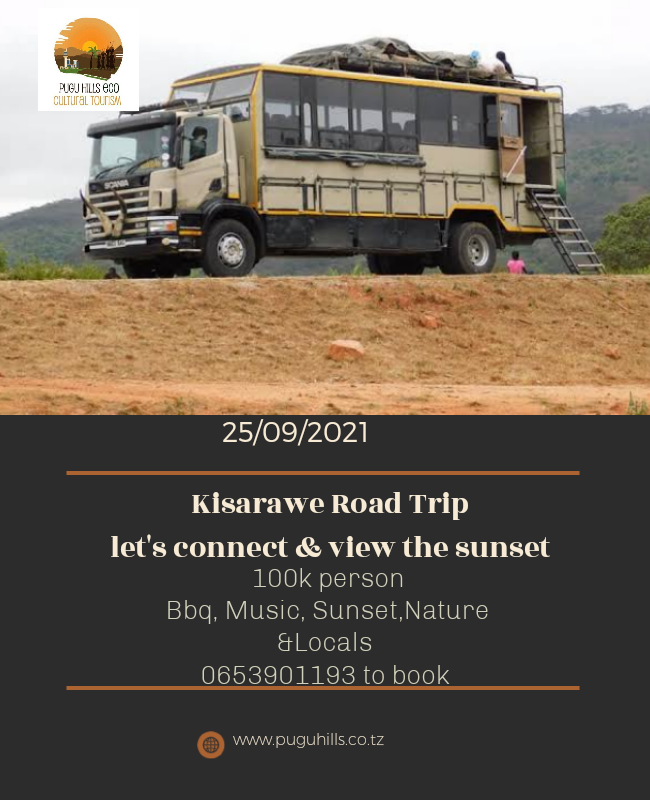 PUGU HILLS ECO
CULTURAL TOURISM
SCANIA
25/09/2021
Kisarawe Road Trip
let's connect & view the sunset
100k person
Bbq, Music, Sunset,Nature
&Locals
0653901193 to book
www.puguhills.co.tz